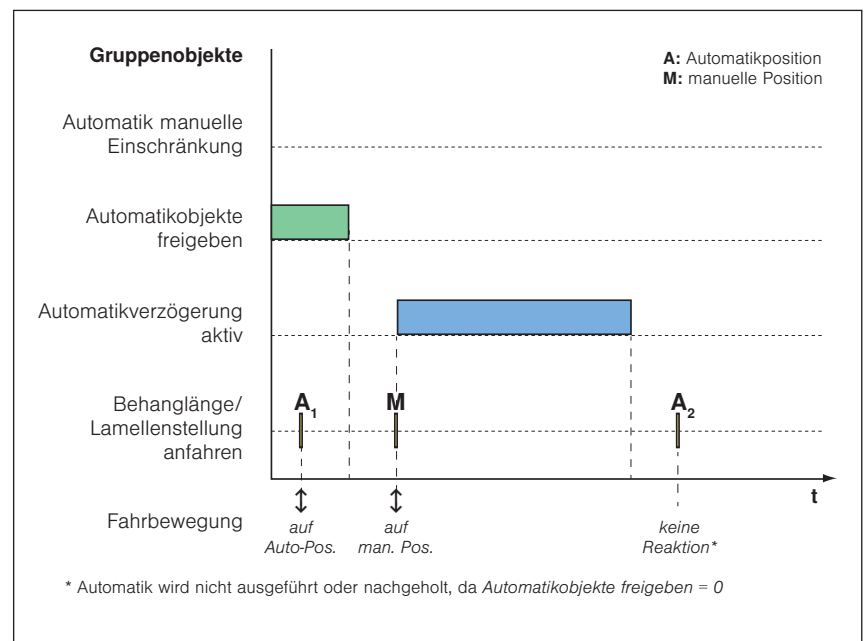 Gruppenobjekte
A: Automatikposition
M: manuelle Position
Automatik manuelle
Einschränkung
Automatikobjekte
freigeben
Automatikverzögerung
aktiv
Behanglänge/
Lamellenstellung
anfahren
A1
M
A2
t
Fahrbewegung
auf
Auto-Pos.
auf
man. Pos.
keine
Reaktion*
* Automatik wird nicht ausgeführt oder nachgeholt, da Automatikobjekte freigeben = 0